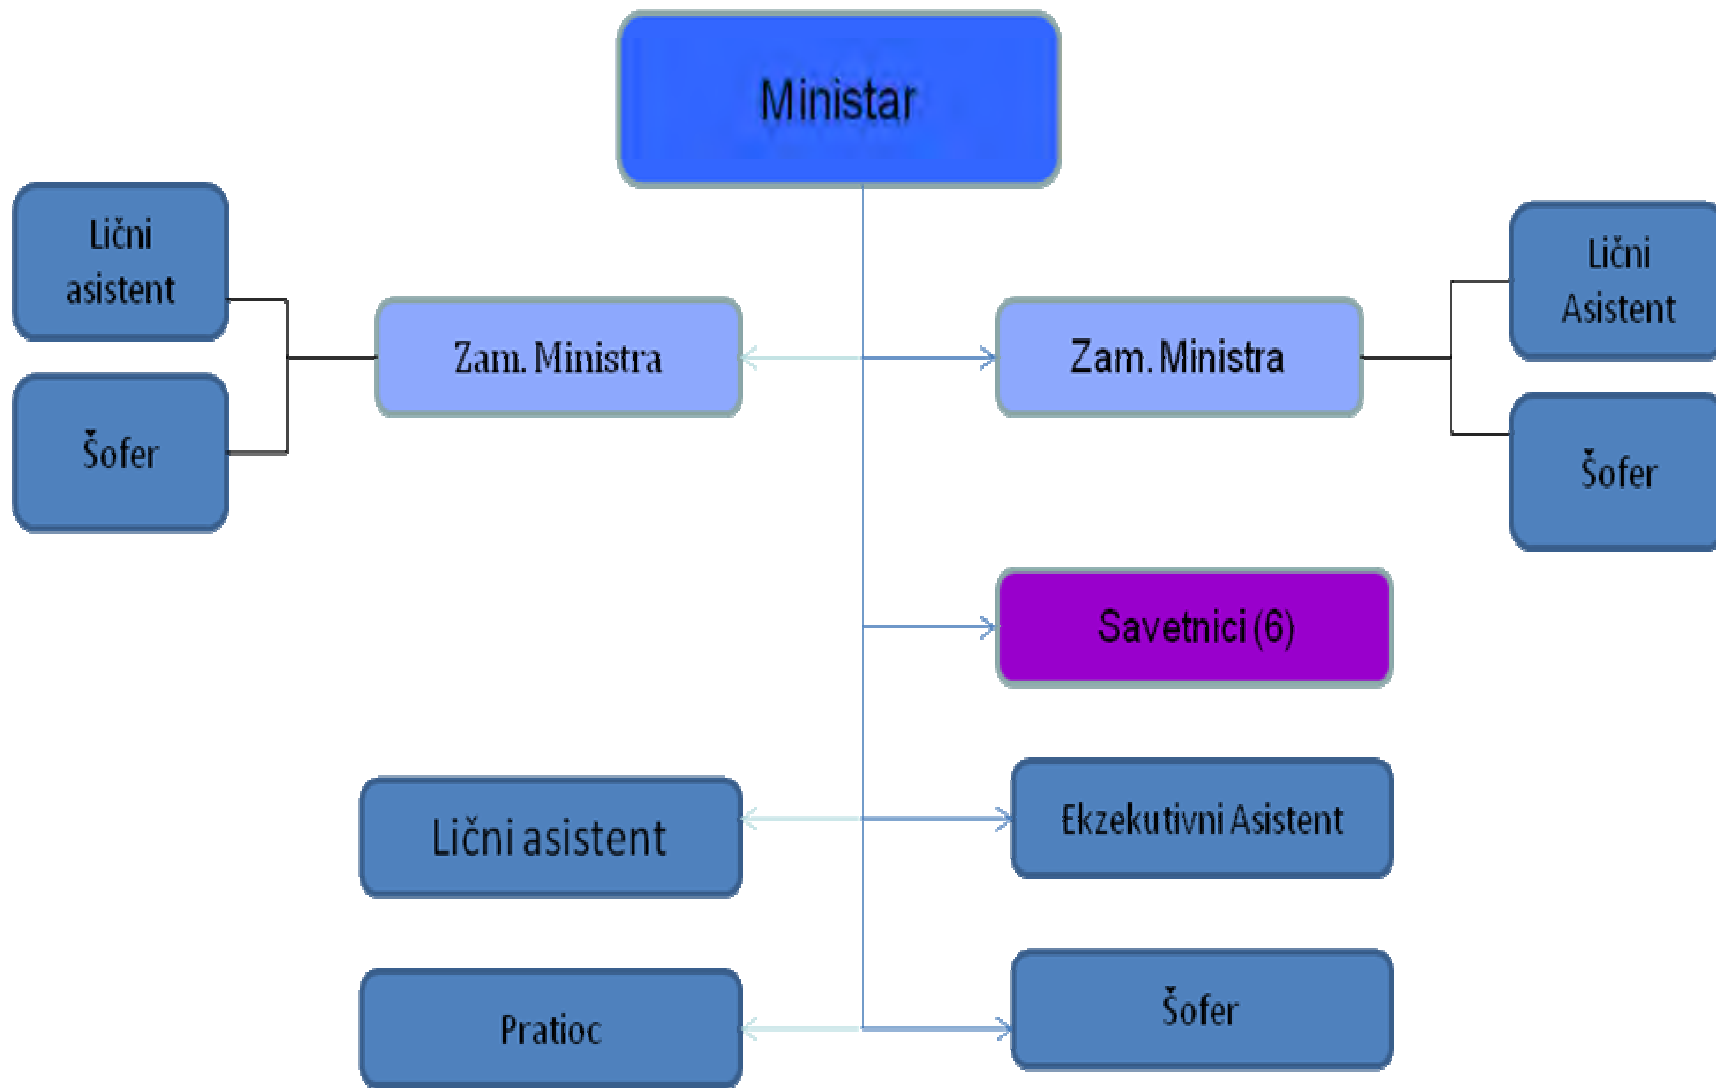 Ministar
Lični
asistent
Šofer
Zam. Ministra
Zam. Ministra
Lični
Asistent
Šofer
Savetnici (6)
Lični asistent
Ekzekutivni Asistent
Pratioc
Šofer